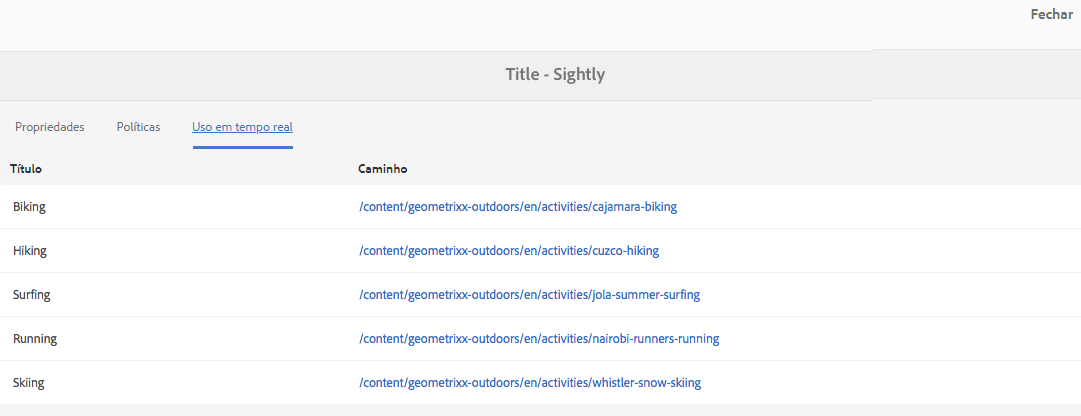 Fechar
Title - Sightly
Propriedades Políticas Uso em tempo real
Título Caminho
Biking /content/geometrixx-outdoors/en/activities/cajamara-biking
Hiking /content/geometrixx-outdoors/en/activities/cuzco-hiking
Surfing /content/geometrixx-outdoors/en/activities/jola-summer-surfing
Running /content/geometrixx-outdoors/en/activities/nairobi-runners-running
Skiing /content/geometrixx-outdoors/en/activities/whistler-snow-skiing